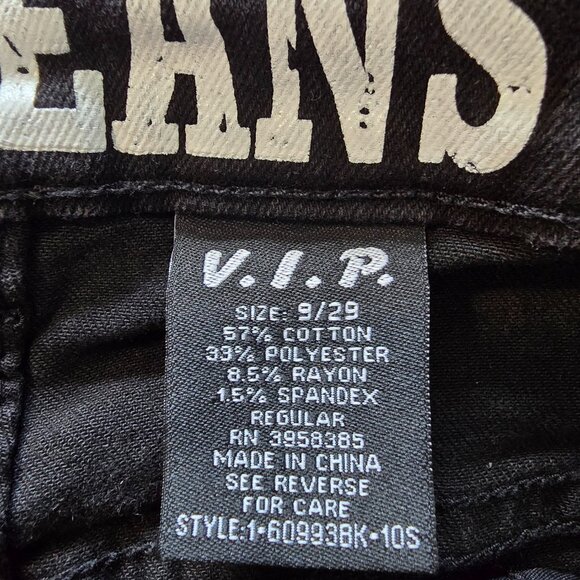 EANS
V.I.P.
SIZE: 9/29
57% COTTON
33% POLYESTER
8.5% RAYON
1.5% SPANDEX
REGULAR
RN 3958385
MADE IN CHINA
SEE REVERSE
FOR CARE
STYLE:1•60993BK•10S